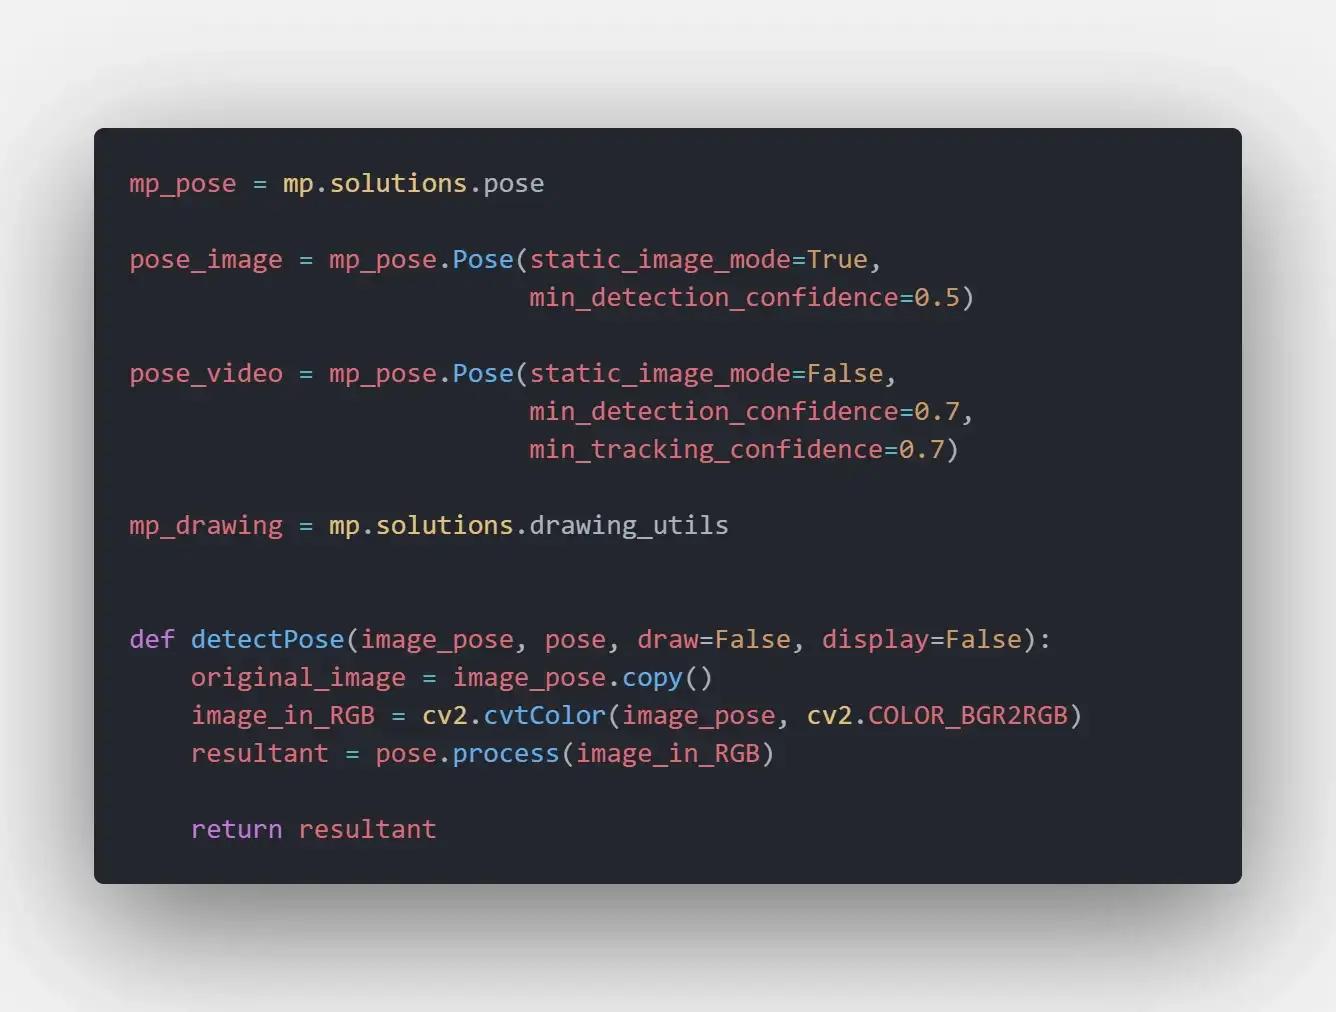 mp_pose = mp.solutions.pose
pose_image = mp_pose.Pose(static_image_mode=True,
min_detection_confidence=0.5)
pose_video = mp_pose.Pose(static_image_mode=False,
min_detection_confidence=0.7,
min_tracking_confidence=0.7)
mp_drawing = mp.solutions.drawing_utils
def detectPose(image_pose, pose, draw=False, display=False):
original_image = image_pose.copy()
image_in_RGB = cv2.cvtColor(image_pose, cv2.COLOR_BGR2RGB)
resultant = pose.process(image_in_RGB)
return resultant